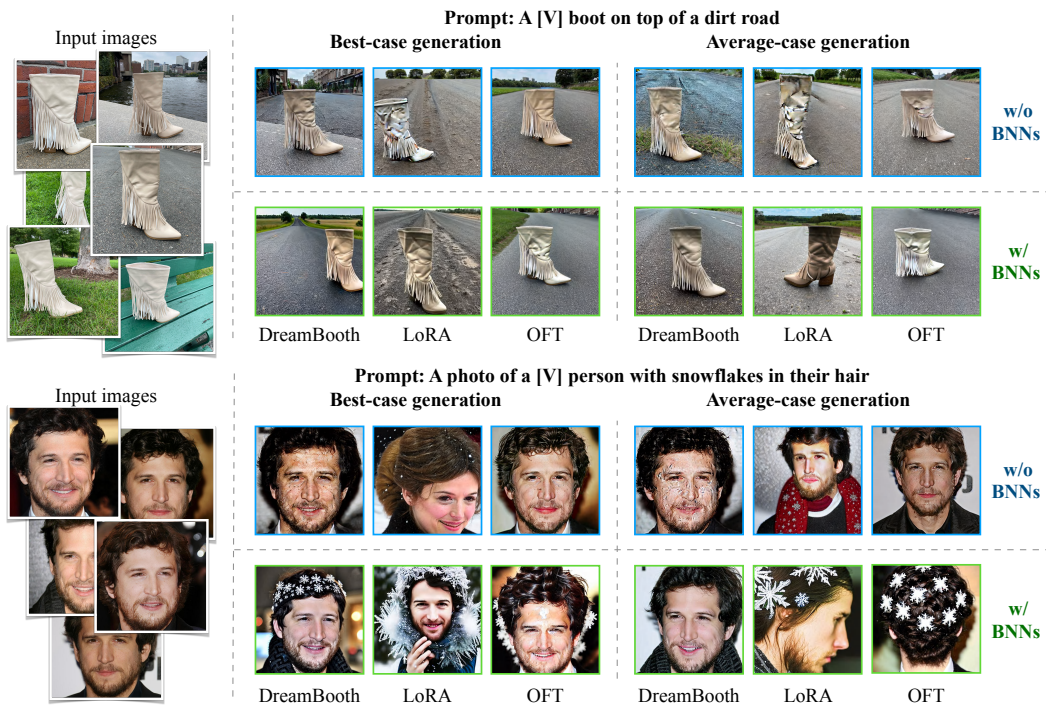 Prompt: A [V] boot on top of a dirt road
Input images
Best-case generation
Average-case generation
w/o
BNNs
w/
BNNs
DreamBooth
LoRA
OFT
DreamBooth
LoRA
OFT
Prompt: A photo of a [V] person with snowflakes in their hair
Input images
Best-case generation
Average-case generation
w/o
BNNs
w/
BNNs
DreamBooth
LoRA
OFT
DreamBooth
LoRA
OFT